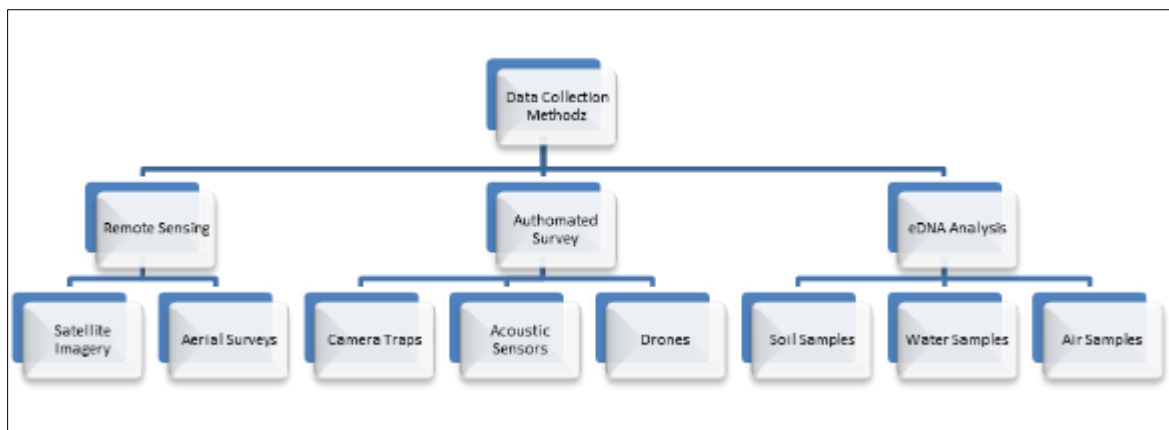 Data Collection
Methodz
Remote Sensing
Authomated
Survey
eDNA Analysis
Satellite
Imagery
Aerial Surveys
Camera Traps
Acoustic
Sensors
Drones
Soil Samples
Water Samples
Air Samples